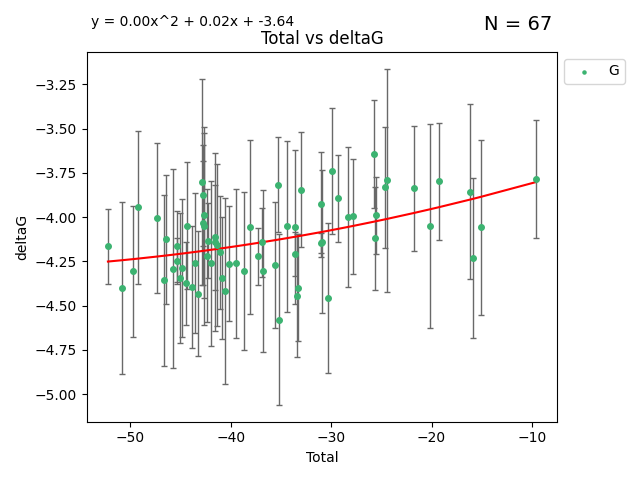 y = 0.00x^2 + 0.02x + -3.64
N = 67
Total vs deltaG
G
deltaG
−3.25
−3.50
−3.75
−4.00
−4.25
−4.50
−4.75
−5.00
−50
−40
−30
−20
−10
Total